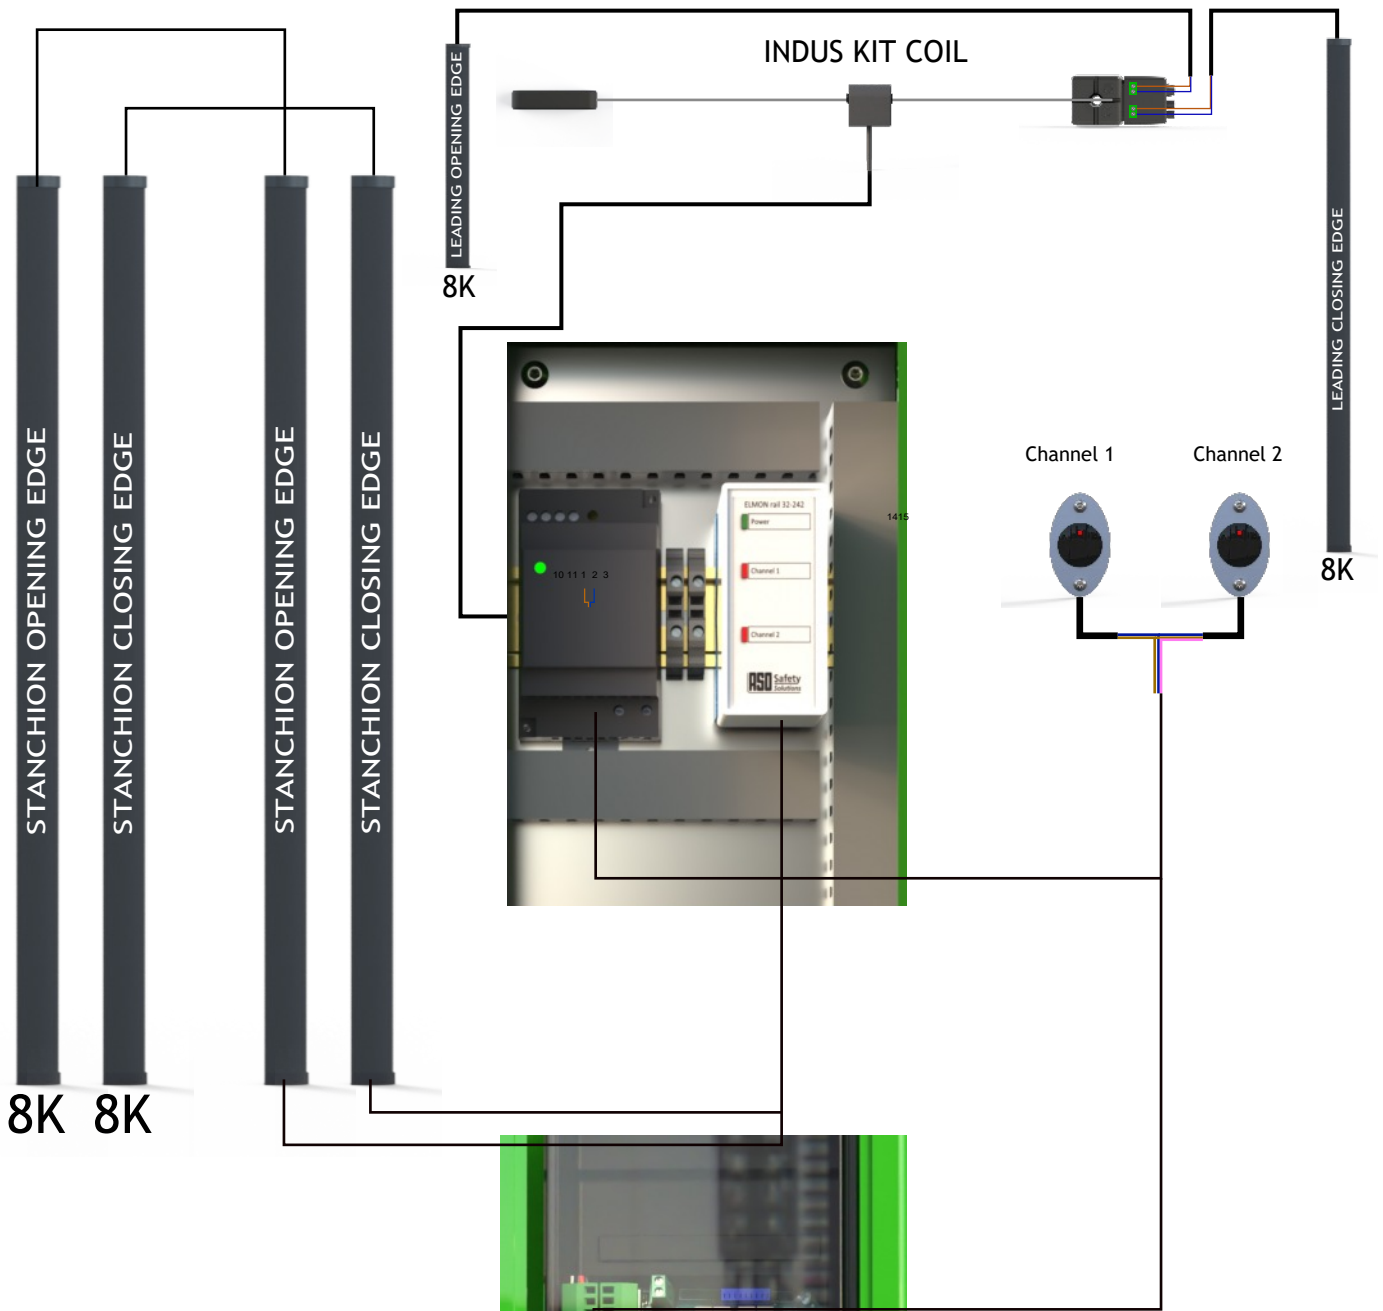 INDUS KIT COIL
LEADING OPENING EDGE
8K
LEADING CLOSING EDGE
8K
STANCHION OPENING EDGE
STANCHION CLOSING EDGE
STANCHION OPENING EDGE
STANCHION CLOSING EDGE
8K
8K
Channel 1
Channel 2
ELMON rail 32-242
Power
Channel 1
Channel 2
ASO Safety
Solutions
1415
10 11 1 2 3